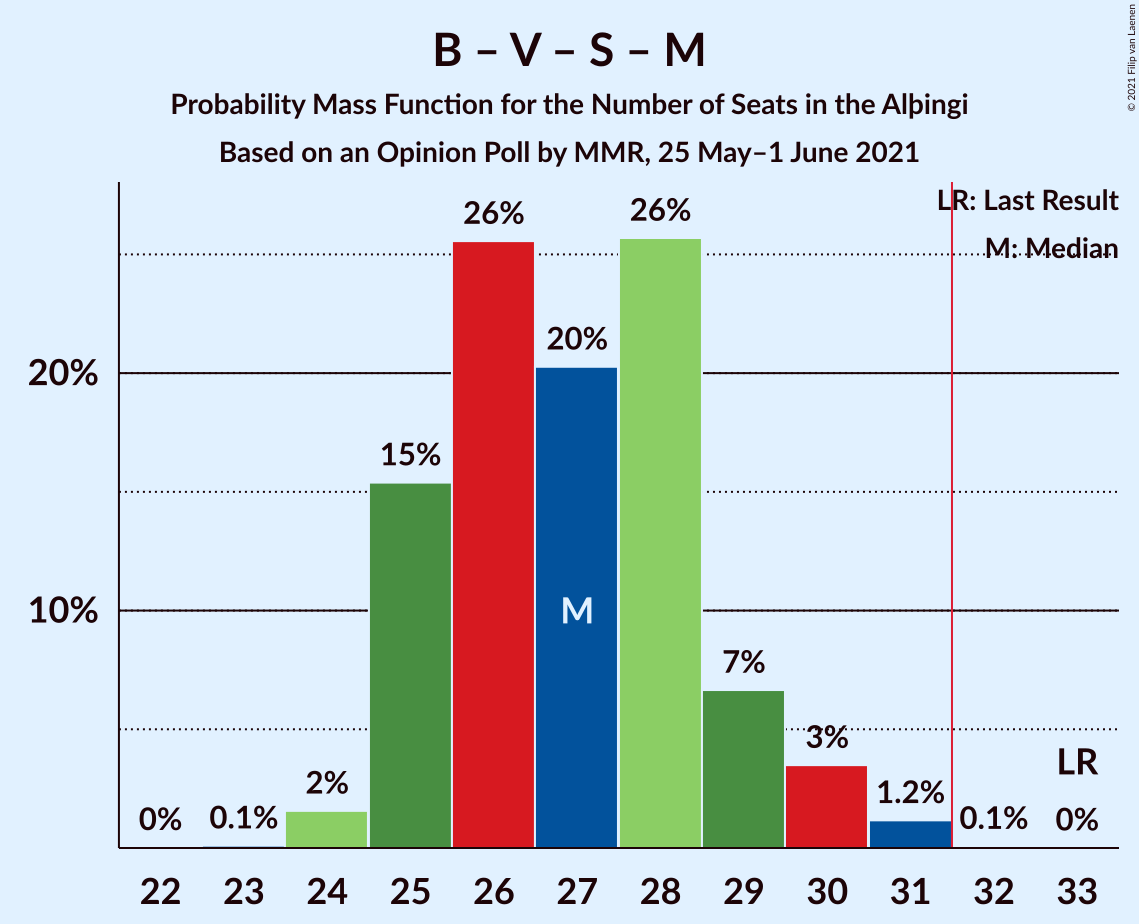 B – V – S – M
Probability Mass Function for the Number of Seats in the Alþingi
Based on an Opinion Poll by MMR, 25 May–1 June 2021
© 2021 Filip van Laenen
LR: Last Result
M: Median
26%
26%
20%
20%
15%
10%
M
7%
3%
LR
2%
1.2%
0%
0.1%
0.1%
0%
22 23 24 25 26 27 28 29 30 31 32 33